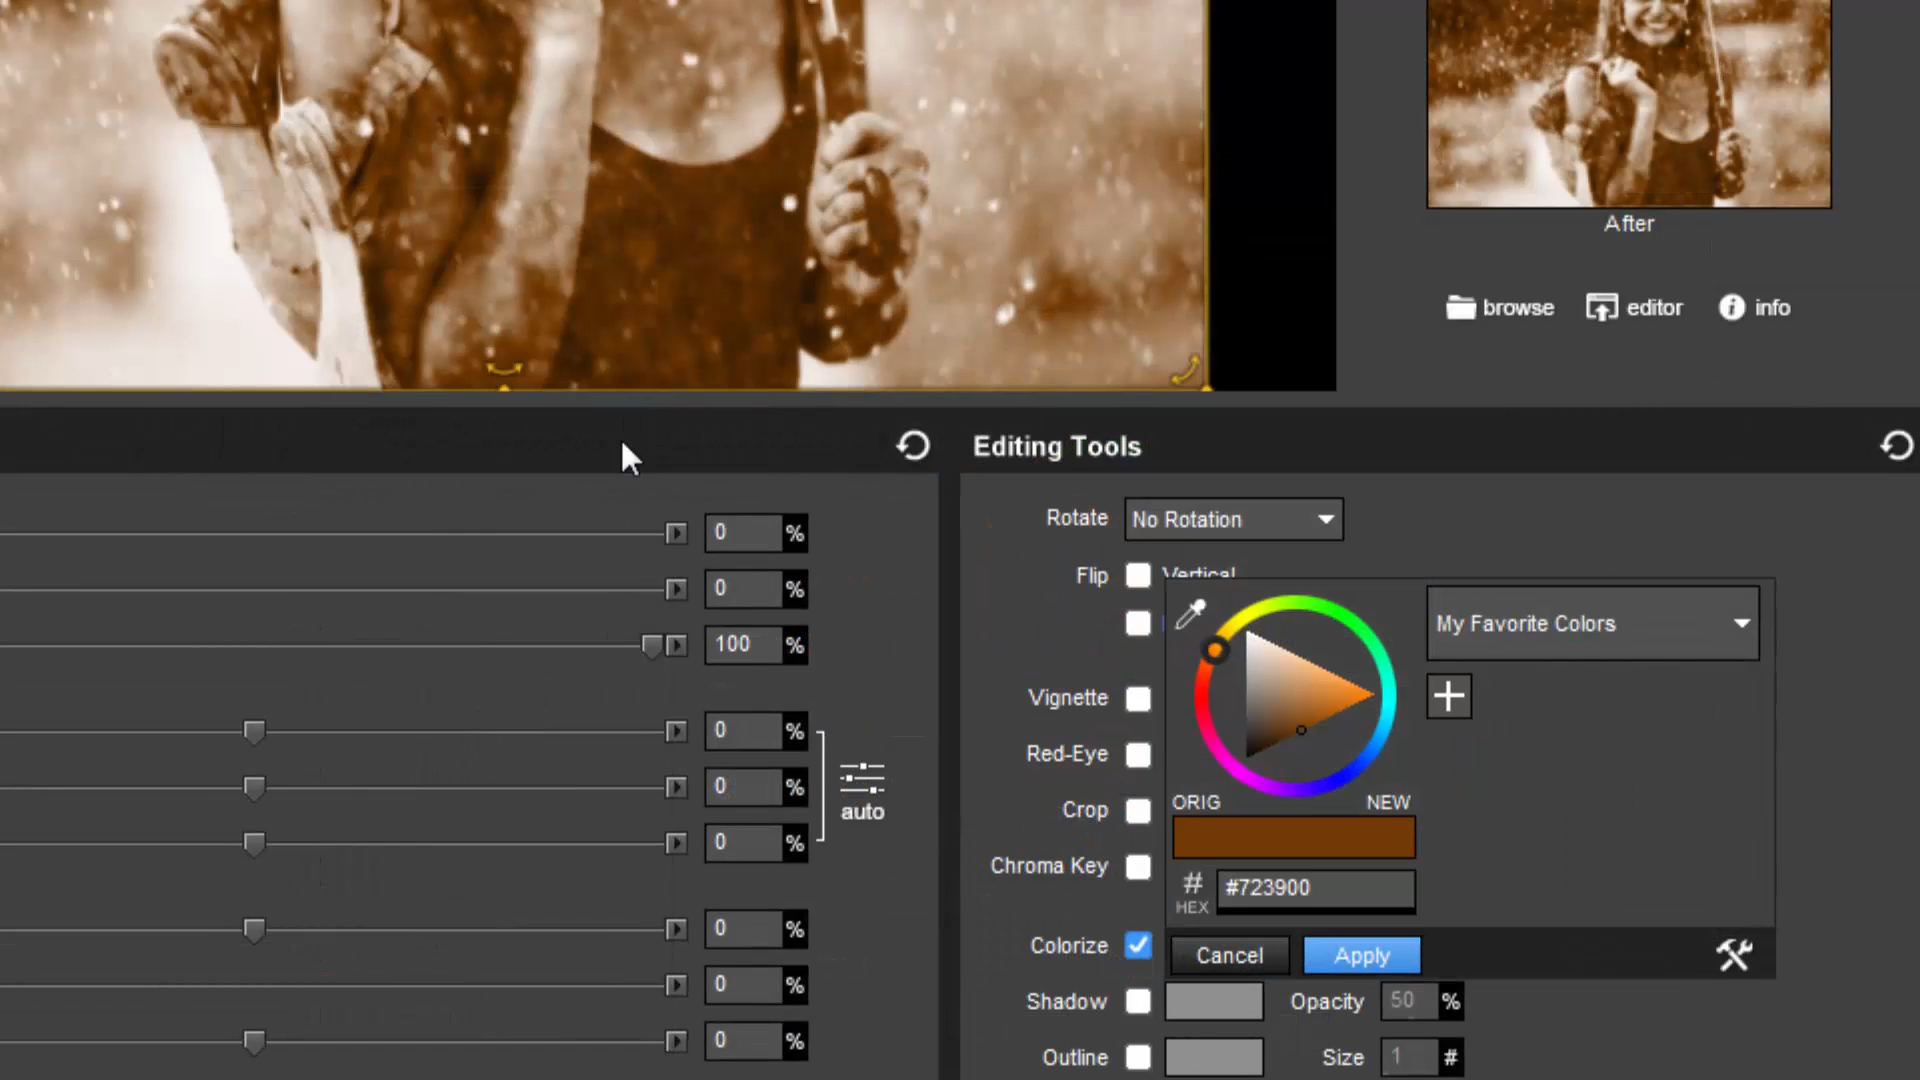 After
browse editor info
Editing Tools
Rotate No Rotation
Flip Vertical
0 %
0 %
100 %
My Favorite Colors
Vignette
0 %
Red-Eye
0 %
auto
Crop
ORIG NEW
0 %
Chroma Key
# HEX #723900
0 %
Colorize Cancel Apply
0 %
Shadow Opacity 50 %
0 %
Outline Size 1 #